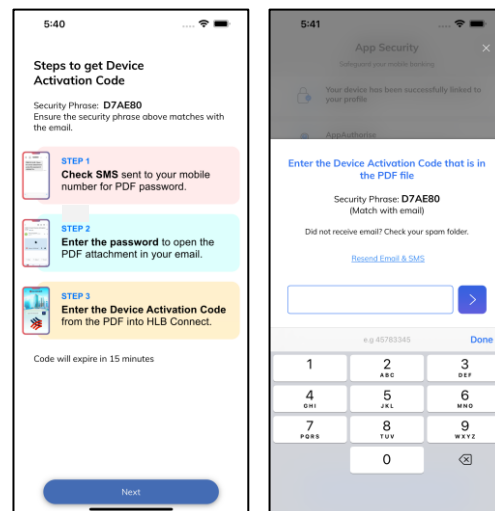 5:40
Steps to get Device
Activation Code
Security Phrase: D7AE80
Ensure the security phrase above matches with
the email.
STEP 1
Check SMS sent to your mobile
number for PDF password.
STEP 2
Enter the password to open the
PDF attachment in your email.
STEP 3
Enter the Device Activation Code
from the PDF into HLB Connect.
Code will expire in 15 minutes
Next
5:41
App Security
Safeguard your mobile banking
Your device has been successfully linked to
your profile
AppAuthorise
Enter the Device Activation Code that is in
the PDF file
Security Phrase: D7AE80
(Match with email)
Did not receive email? Check your spam folder.
Resend Email & SMS
e.g.45783345
Done
1
2
ABC
3
DEF
4
GHI
5
JKL
6
MNO
7
PQRS
8
TUV
9
WXYZ
0